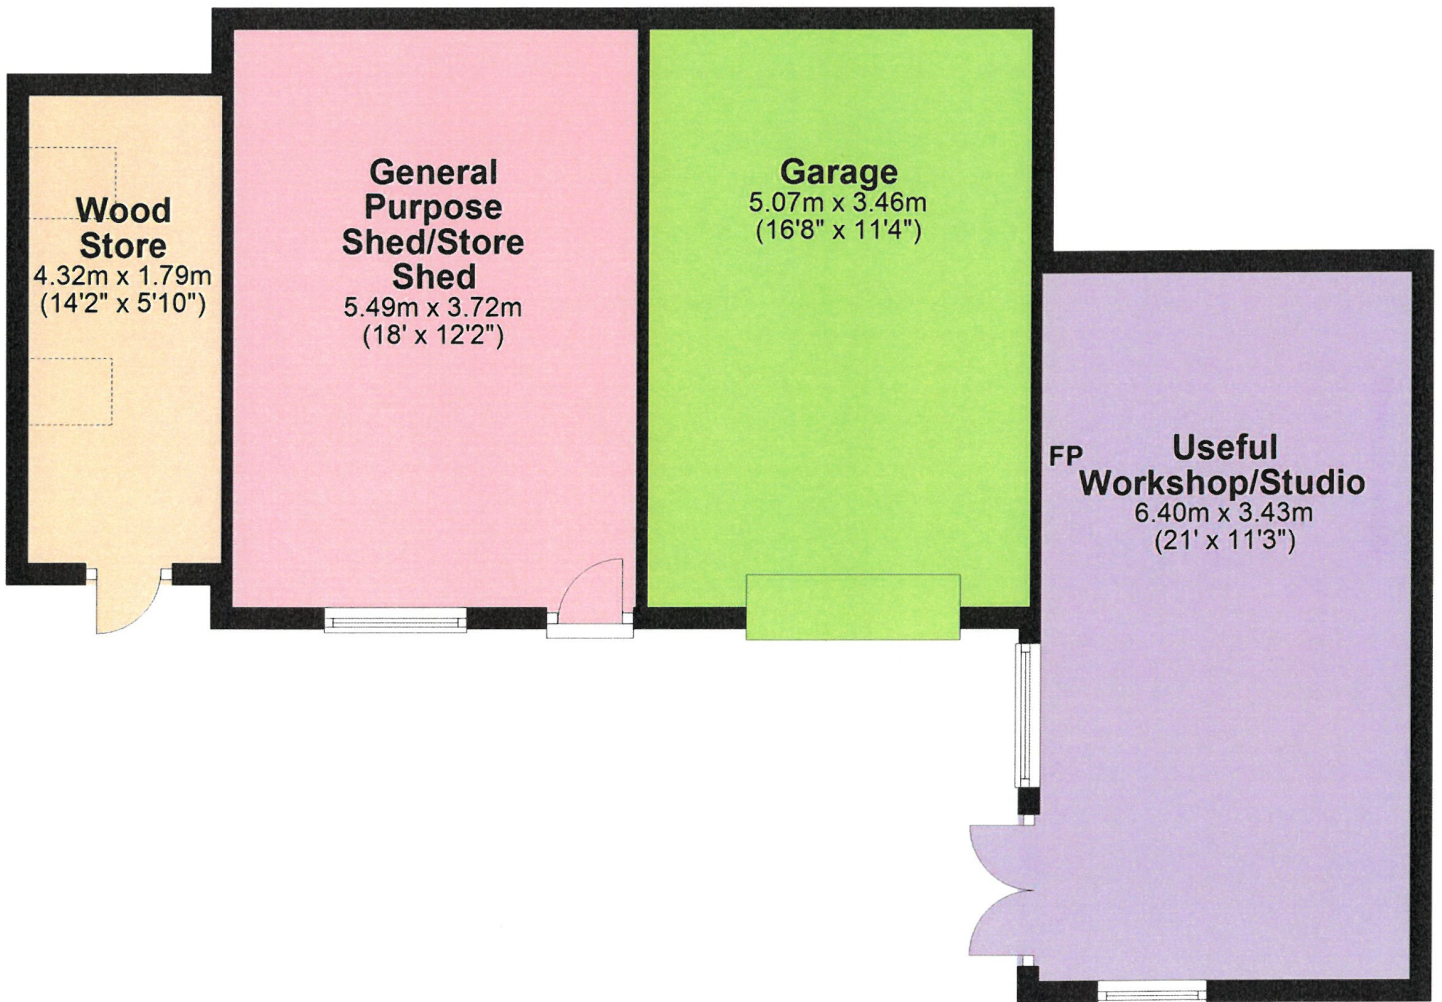 Wood
Store
4.32m x 1.79m
(14'2" x 5'10")
General
Purpose
Shed/Store
Shed
5.49m x 3.72m
(18' x 12'2")
Garage
5.07m x 3.46m
(16'8" x 11'4")
FP
Useful
Workshop/Studio
6.40m x 3.43m
(21' x 11'3")